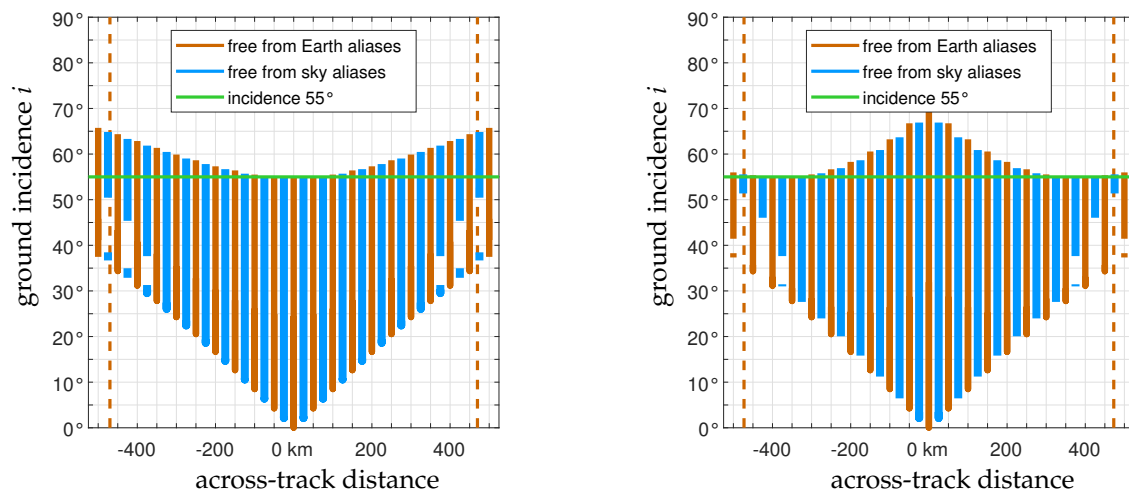 90°
80°
70°
60°
50°
40°
30°
20°
10°
0°
ground incidence i
free from Earth aliases
free from sky aliases
incidence 55°
-400
-200
0 km
200
400
across-track distance
90°
80°
70°
60°
50°
40°
30°
20°
10°
0°
ground incidence i
free from Earth aliases
free from sky aliases
incidence 55°
-400
-200
0 km
200
400
across-track distance